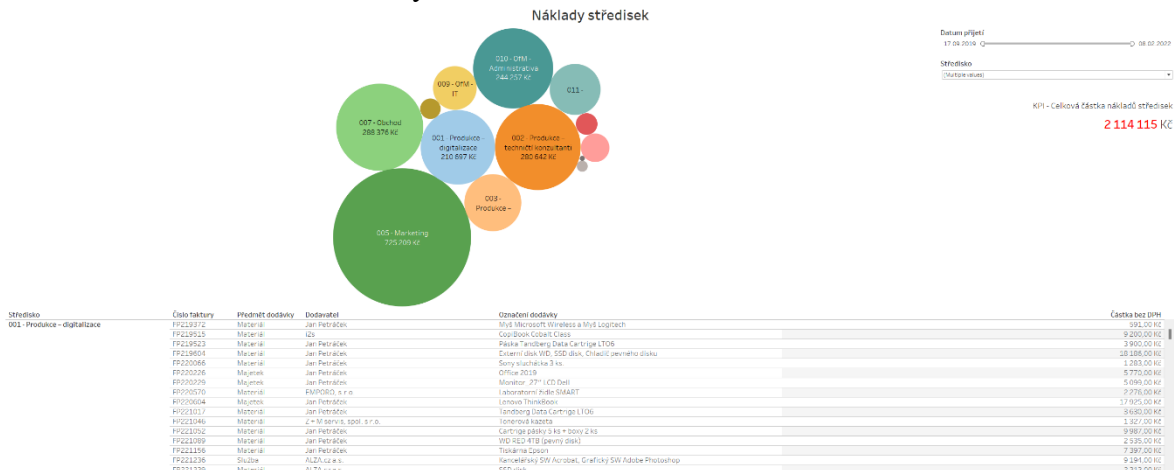 Náklady středisek
Datum přijetí
17.09.2019
08.02.2022
Středisko
(Multiple values)
KPI - Celková částka nákladů středisek
2 114 115 Kč
010 - OfM -
Administrativa
244 257 Kč
009 - OfM -
IT
011 -
007 - Obchod
288 376 Kč
001 - Produkce –
digitalizace
210 697 Kč
002 - Produkce –
techničtí konzultanti
280 642 Kč
003 -
Produkce –
005 - Marketing
725 209 Kč
Středisko Číslo faktury Předmět dodávky Dodavatel Označení dodávky Částka bez DPH
001 - Produkce – digitalizace FP219372 Materiál Jan Petráček Myš Microsoft Wireless a Myš Logitech 591,00 Kč
FP219515 Materiál i2s CopiBook Cobalt Class 9 200,00 Kč
FP219523 Materiál Jan Petráček Páska Tandberg Data Cartrige LTO6 3 900,00 Kč
FP219604 Materiál Jan Petráček Externí disk WD, SSD disk, Chladič pevného disku 18 186,00 Kč
FP220066 Materiál Jan Petráček Sony sluchátka 3 ks 1 283,00 Kč
FP220226 Majetek Jan Petráček Office 2019 5 770,00 Kč
FP220229 Majetek Jan Petráček Monitor 27" LCD Dell 5 099,00 Kč
FP220570 Materiál EMPORO, s.r.o. Laboratorní židle SMART 2 276,00 Kč
FP220604 Majetek Jan Petráček Lenovo ThinkBook 17 925,00 Kč
FP221017 Materiál Jan Petráček Tandberg Data Cartrige LTO6 3 630,00 Kč
FP221046 Materiál Z + M servis, spol. s r.o. Tonerová kazeta 1 327,00 Kč
FP221052 Materiál Jan Petráček Cartrige pásky 5 ks + boxy 2 ks 9 987,00 Kč
FP221089 Materiál Jan Petráček WD RED 4TB (pevný disk) 2 635,00 Kč
FP221156 Materiál Jan Petráček Tiskárna Epson 7 397,00 Kč
FP221236 Služba ALZA.cz a.s. Kancelářský SW Acrobat, Grafický SW Adobe Photoshop 9 194,00 Kč